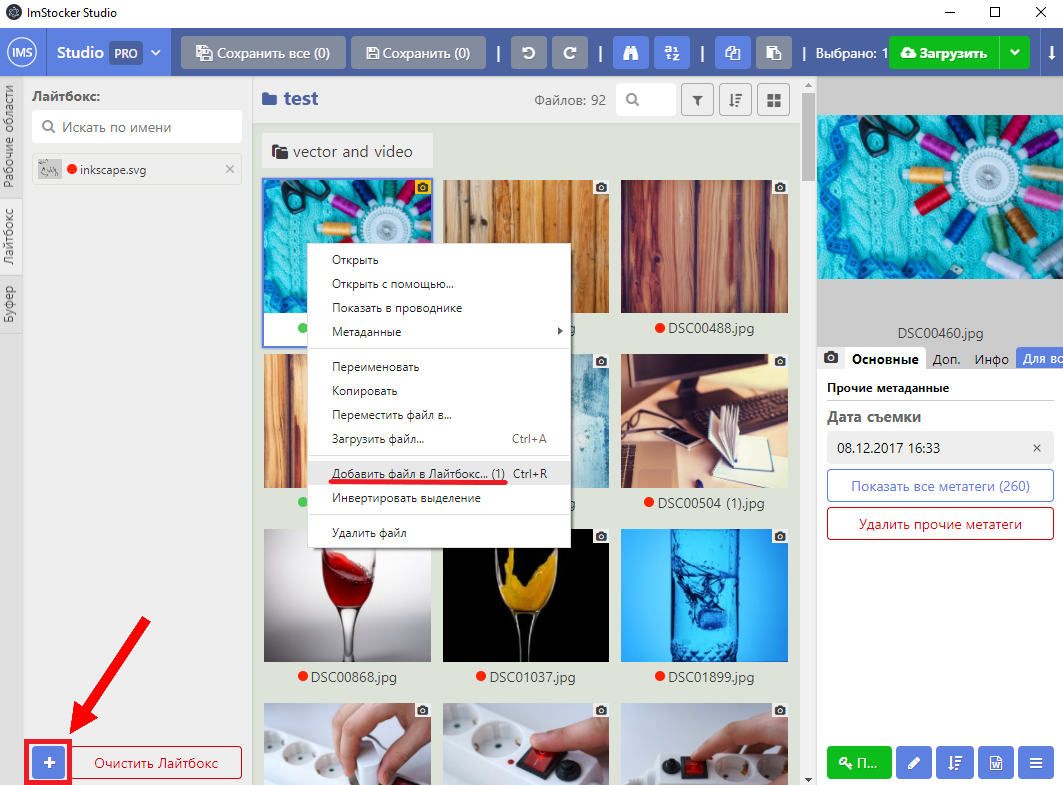 ImStocker Studio
IMS
Studio PRO
Сохранить все (0)
Сохранить (0)
Выбрано: 1
Загрузить
Рабочие области
Лайтбокс
Буфер
Лайтбокс:
Искать по имени
inkscape.svg
Очистить Лайтбокс
test
Файлов: 92
vector and video
DSC00488.jpg
DSC00504 (1).jpg
DSC00868.jpg
DSC01037.jpg
DSC01899.jpg
Открыть
Открыть с помощью...
Показать в проводнике
Метаданные
Переименовать
Копировать
Переместить файл в...
Загрузить файл... Ctrl+A
Добавить файл в Лайтбокс... (1) Ctrl+R
Инвертировать выделение
Удалить файл
DSC00460.jpg
Основные
Доп.
Инфо
Для вс
Прочие метаданные
Дата съемки
08.12.2017 16:33
Показать все метатеги (260)
Удалить прочие метатеги
П...